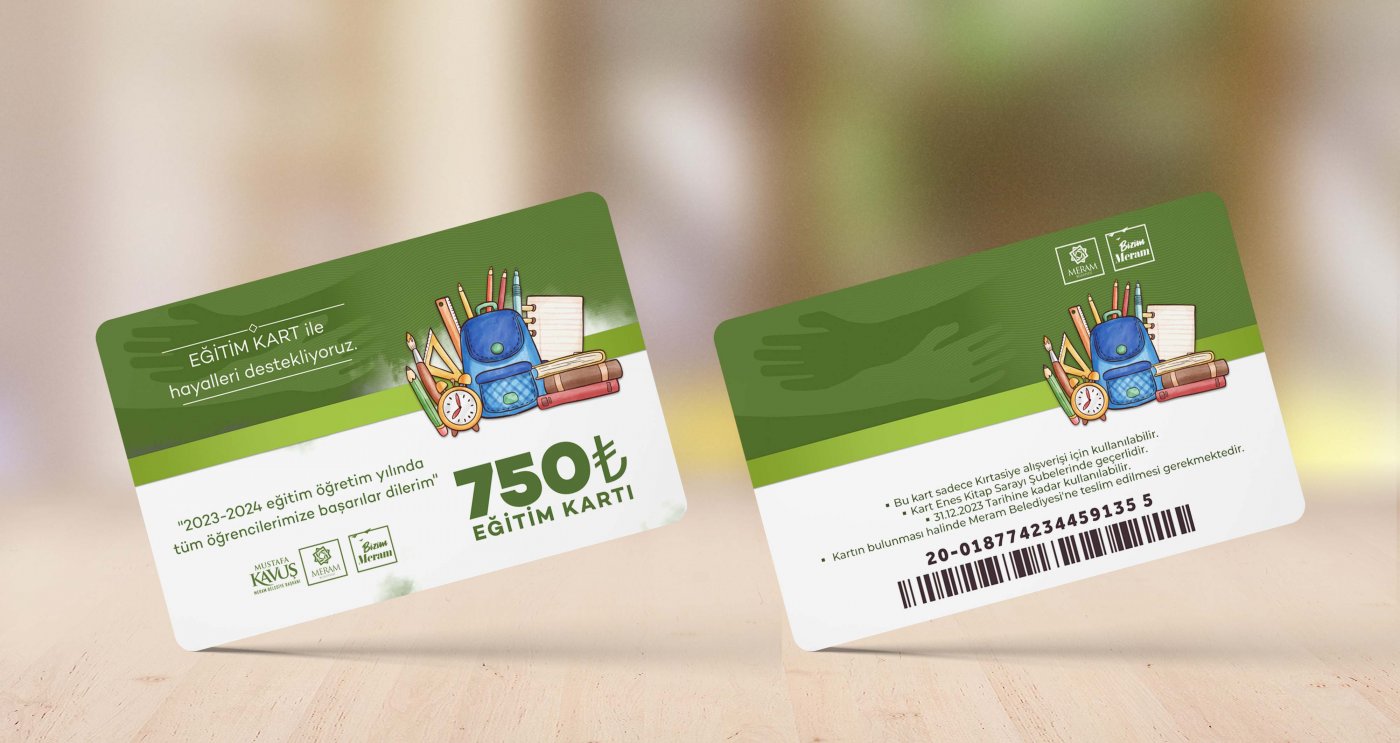 EĞİTİM KART ile
hayalleri destekliyoruz.
"2023-2024 eğitim öğretim yılında
tüm öğrencilerimize başarılar dilerim"
750₺
EĞİTİM KARTI
MUSTAFA
KAVUŞ
MERAM BELEDİYE BAŞKANI
MERAM
Bizim
Meram
MERAM
Bizim
Meram
▪ Bu kart sadece Kırtasiye alışverişi için kullanılabilir.
▪ Kart Enes Kitap Sarayı Şubelerinde geçerlidir.
▪ 31.12.2023 Tarihine kadar kullanılabilir.
▪ Kartın bulunması halinde Meram Belediyesi'ne teslim edilmesi gerekmektedir.
20-018774234459135 5